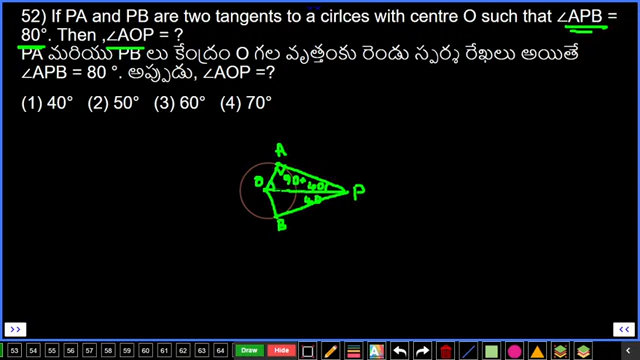 52) If PA and PB are two tangents to a cirlces with centre O such that ∠APB =
80°. Then ,∠AOP = ?
PA మరియు PB లు కేంద్రం O గల వృత్తంకు రెండు స్పర్శ రేఖలు అయితే
∠APB = 80 °. అప్పుడు, ∠AOP =?
(1) 40° (2) 50° (3) 60° (4) 70°
A
O 90+ 40
40 P
B
>> <<
53 54 55 56 57 58 59 60 61 62 63 64 Draw Hide